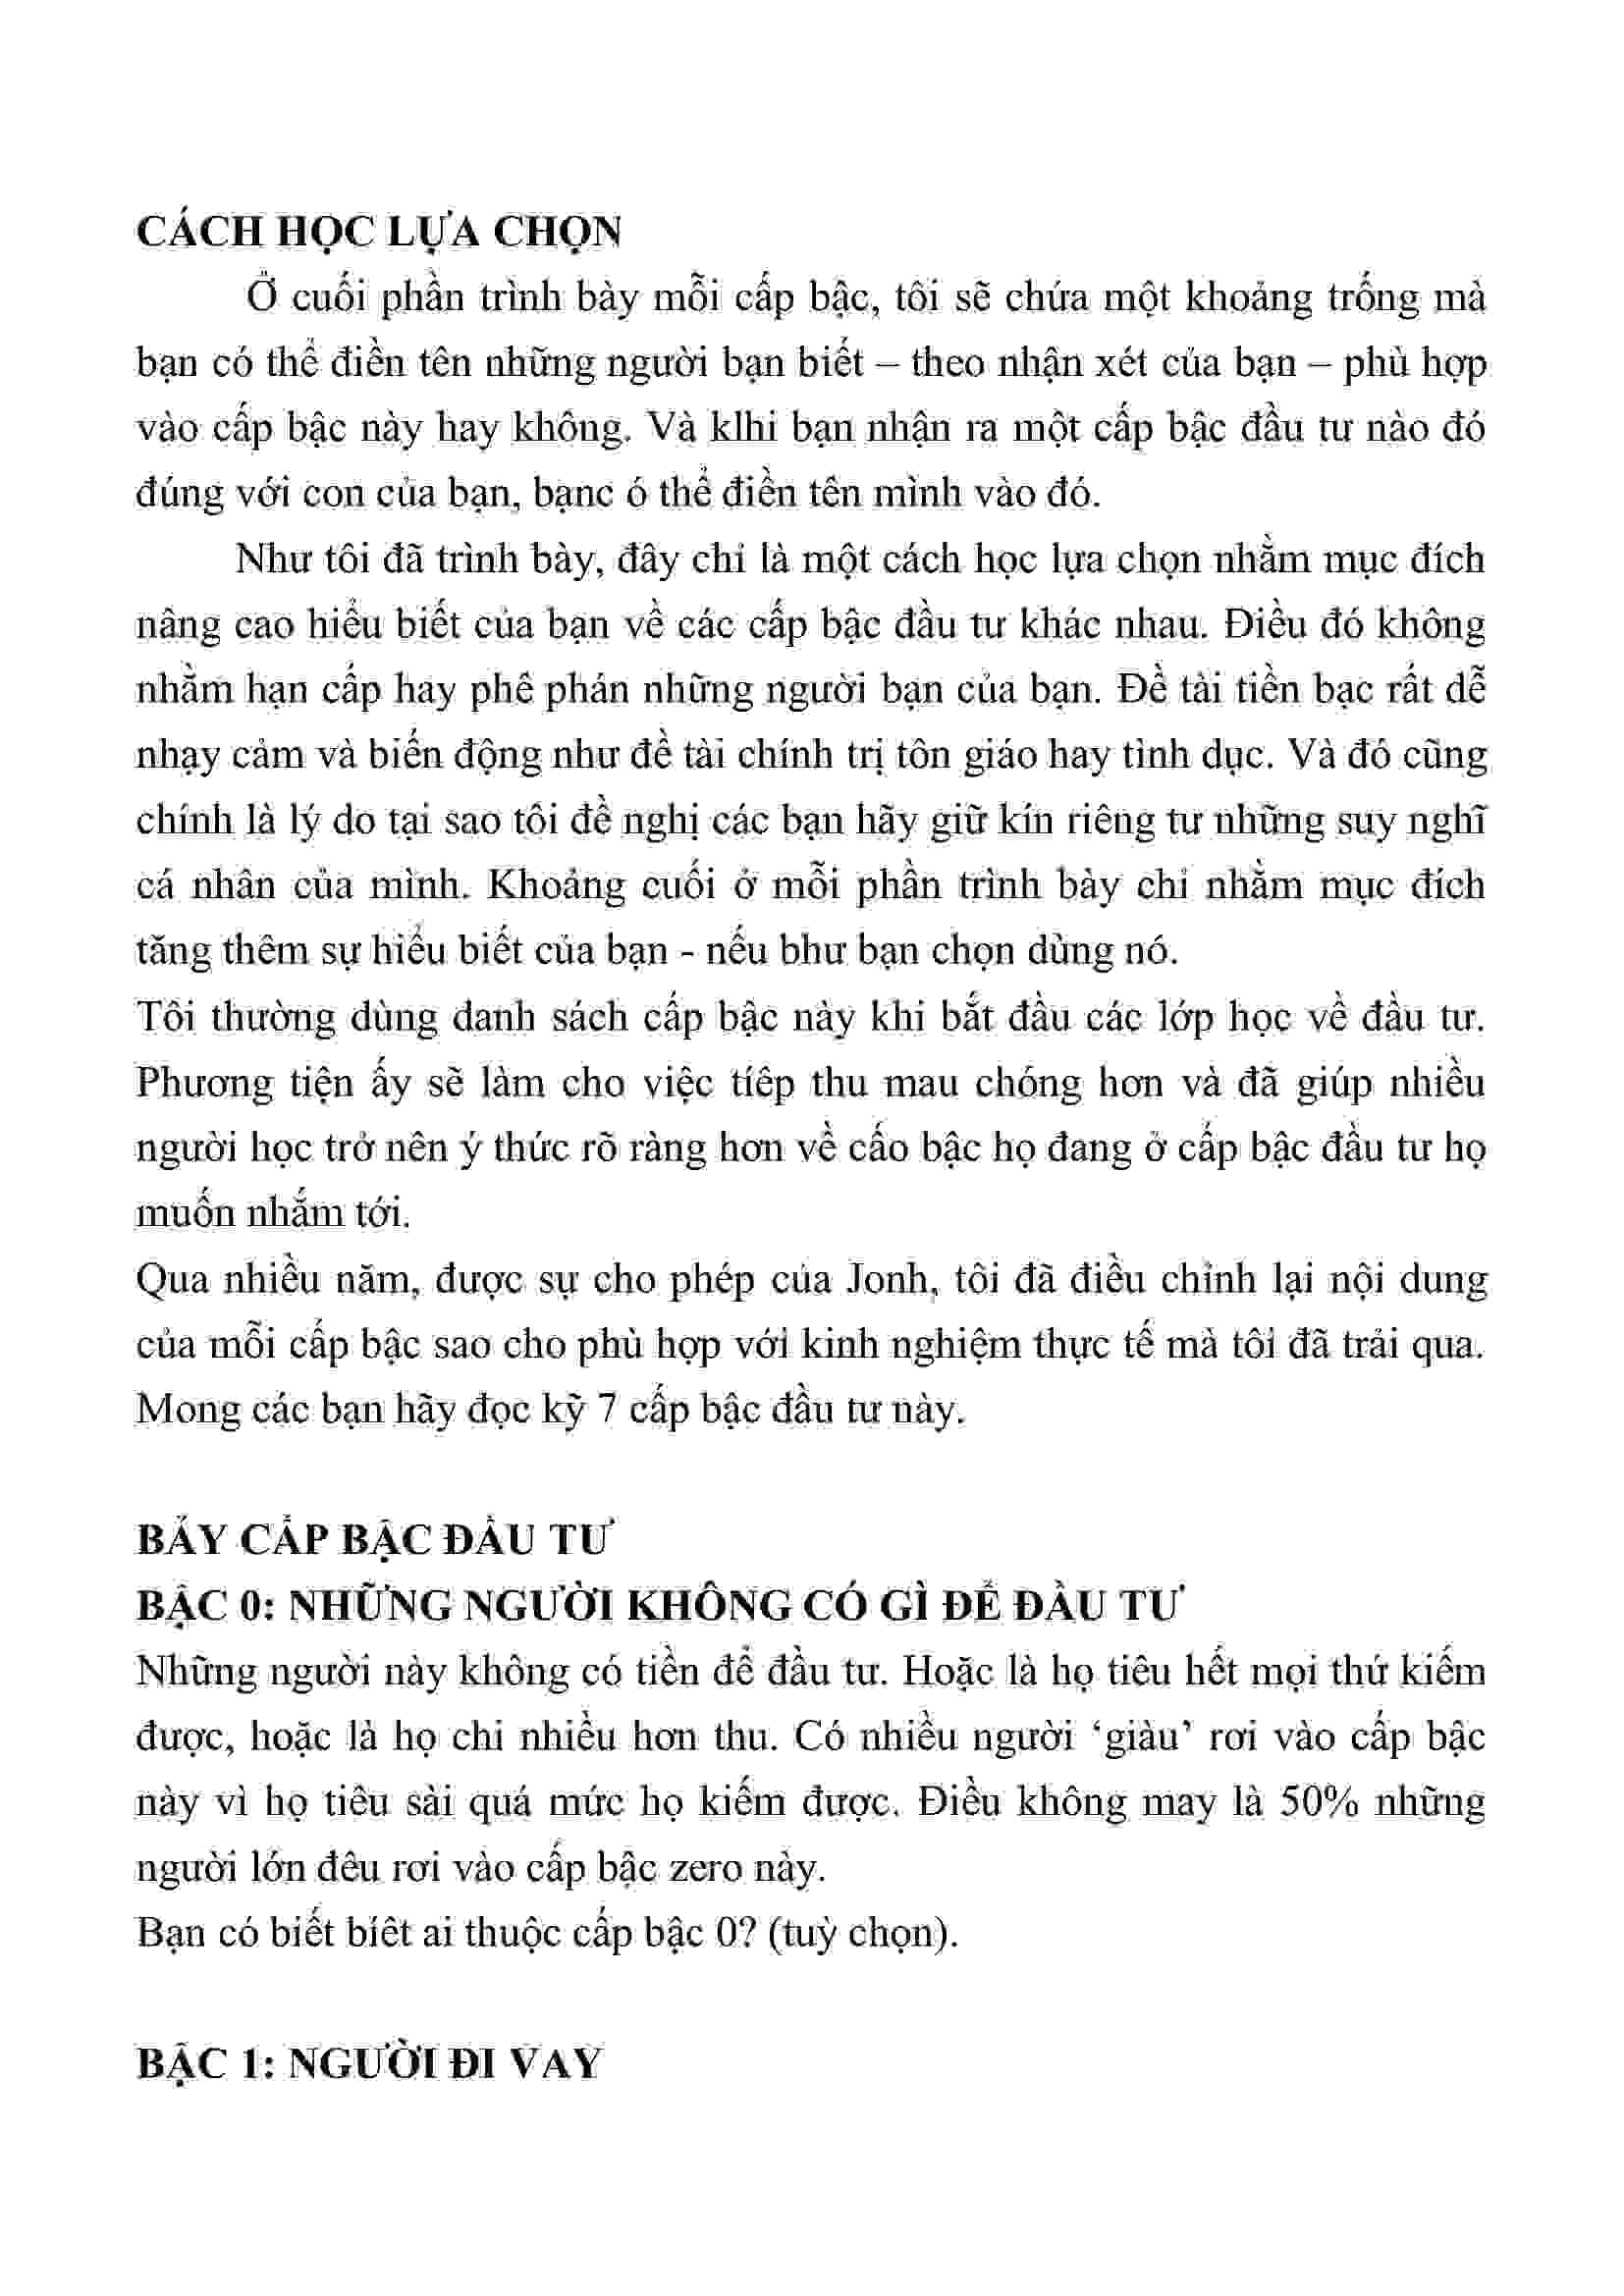 CÁCH HỌC LỰA CHỌN
Ở cuối phần trình bày mỗi cấp bậc, tôi sẽ chứa một khoảng trống mà
bạn có thể điền tên những người bạn biết – theo nhận xét của bạn – phù hợp
vào cấp bậc này hay không. Và klhi bạn nhận ra một cấp bậc đầu tư nào đó
đúng với con của bạn, bạnc ó thể điền tên mình vào đó.
Như tôi đã trình bày, đây chỉ là một cách học lựa chọn nhằm mục đích
nâng cao hiểu biết của bạn về các cấp bậc đầu tư khác nhau. Điều đó không
nhằm hạn cấp hay phê phán những người bạn của bạn. Đề tài tiền bạc rất dễ
nhạy cảm và biến động như đề tài chính trị tôn giáo hay tình dục. Và đó cũng
chính là lý do tại sao tôi đề nghị các bạn hãy giữ kín riêng tư những suy nghĩ
cá nhân của mình. Khoảng cuối ở mỗi phần trình bày chỉ nhằm mục đích
tăng thêm sự hiểu biết của bạn - nếu bhư bạn chọn dùng nó.
Tôi thường dùng danh sách cấp bậc này khi bắt đầu các lớp học về đầu tư.
Phương tiện ấy sẽ làm cho việc tíêp thu mau chóng hơn và đã giúp nhiều
người học trở nên ý thức rõ ràng hơn về cấo bậc họ đang ở cấp bậc đầu tư họ
muốn nhắm tới.
Qua nhiều năm, được sự cho phép của Jonh, tôi đã điều chỉnh lại nội dung
của mỗi cấp bậc sao cho phù hợp với kinh nghiệm thực tế mà tôi đã trải qua.
Mong các bạn hãy đọc kỹ 7 cấp bậc đầu tư này.
BẢY CẤP BẬC ĐẦU TƯ
BẬC 0: NHỮNG NGƯỜI KHÔNG CÓ GÌ ĐỂ ĐẦU TƯ
Những người này không có tiền để đầu tư. Hoặc là họ tiêu hết mọi thứ kiếm
được, hoặc là họ chi nhiều hơn thu. Có nhiều người ‘giàu’ rơi vào cấp bậc
này vì họ tiêu sài quá mức họ kiếm được. Điều không may là 50% những
người lớn đêu rơi vào cấp bậc zero này.
Bạn có biết bíêt ai thuộc cấp bậc 0? (tuỳ chọn).
BẬC 1: NGƯỜI ĐI VAY